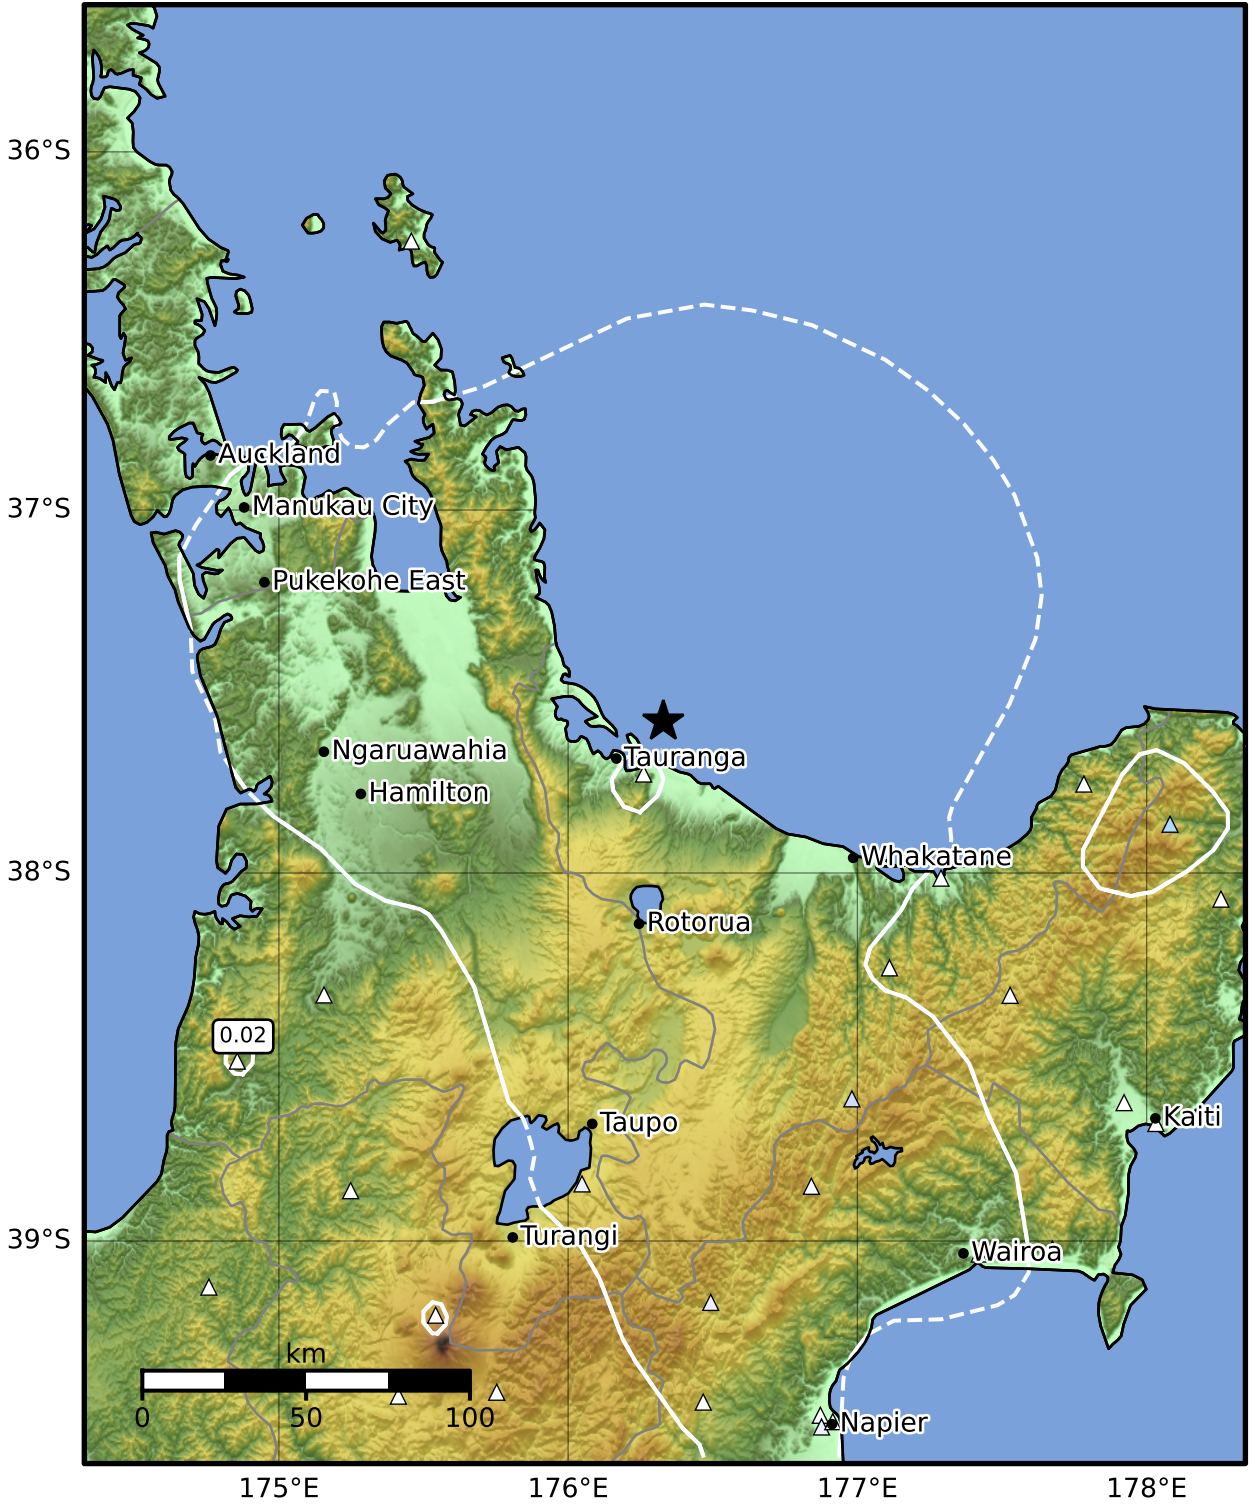 36°S
Auckland
37°S
Manukau City
Pukekohe East
Ngaruawahia
Tauranga
Hamilton
38°S
Whakatane
Rotorua
0.02
Taupo
Kaiti
39°S
Turangi
Wairoa
km
0 50 100
Napier
175°E 176°E 177°E 178°E